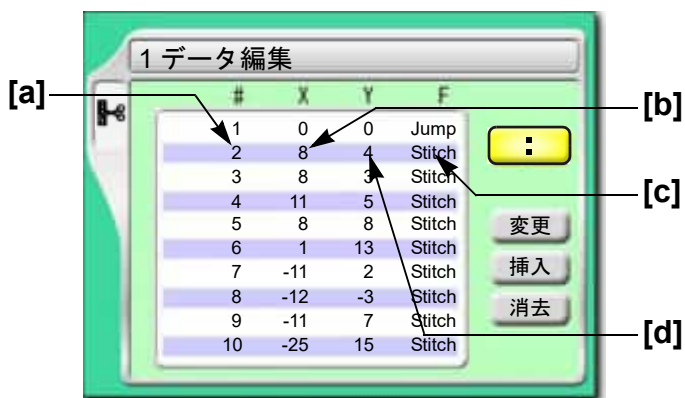 1 データ編集
[a]
# X Y F
[b]
1 0 0 Jump
:
2 8 4 Stitch
3 8 3 Stitch
[c]
4 11 5 Stitch
5 8 8 Stitch
変更
6 1 13 Stitch
7 -11 2 Stitch
挿入
8 -12 -3 Stitch
9 -11 7 Stitch
消去
[d]
10 -25 15 Stitch